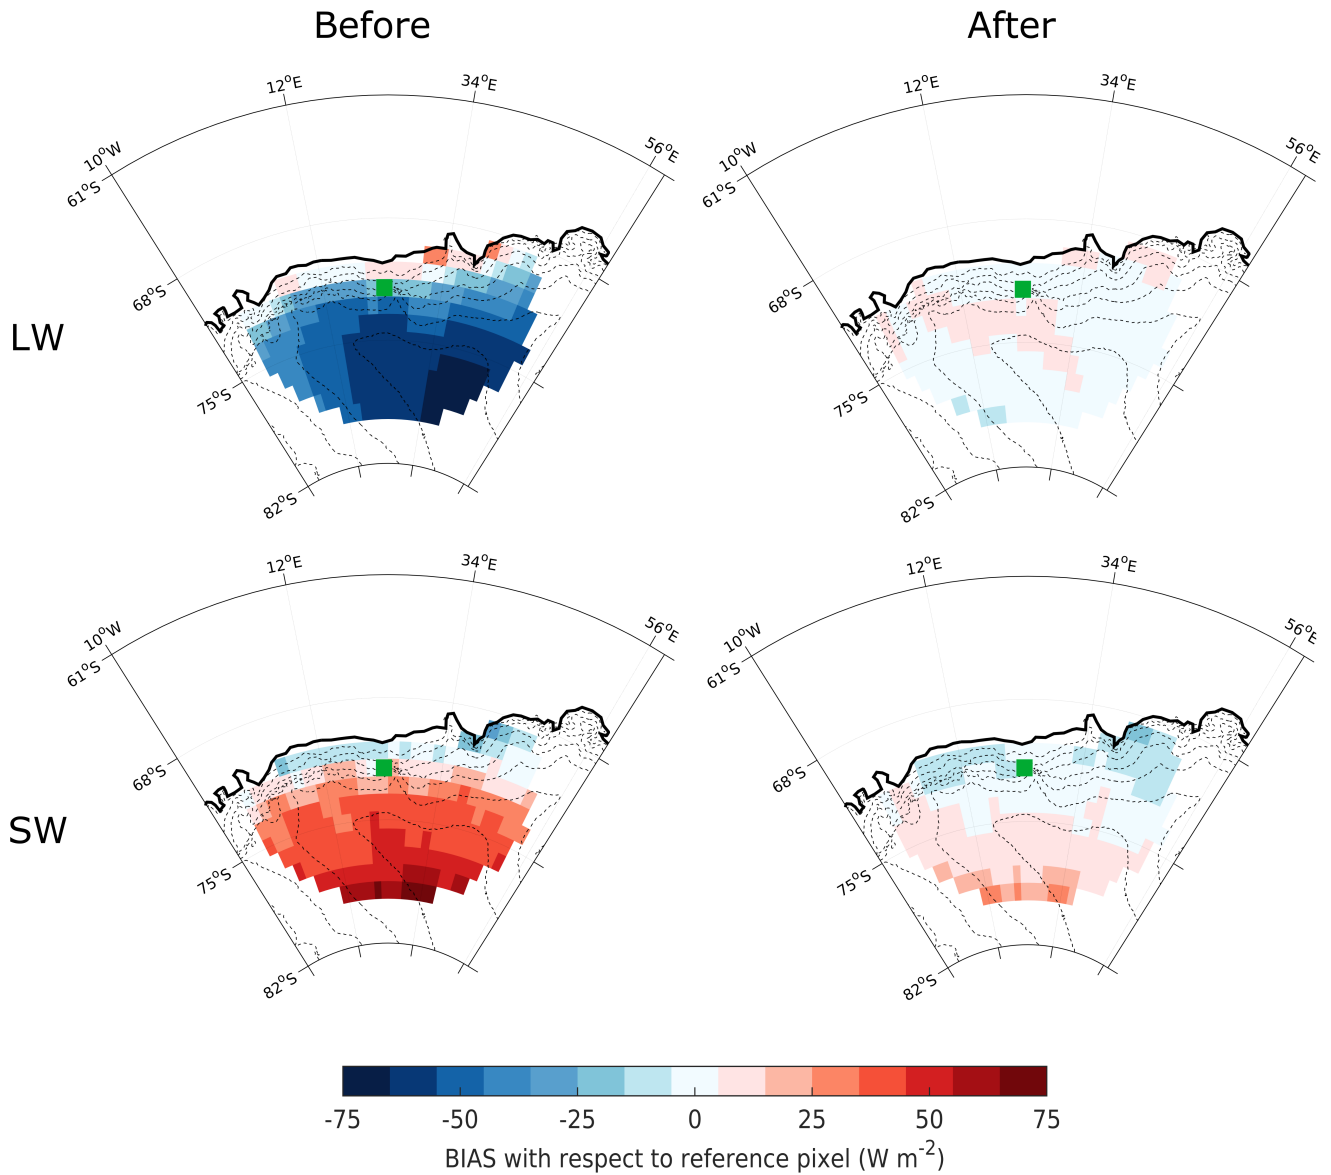 Before After
12°E 34°E 12°E 34°E
10°W 56°E 10°W 56°E
61°S 61°S
68°S 68°S
LW
75°S 75°S
82°S 82°S
12°E 34°E 12°E 34°E
10°W 56°E 10°W 56°E
61°S 61°S
68°S 68°S
SW
75°S 75°S
82°S 82°S
-75 -50 -25 0 25 50 75
BIAS with respect to reference pixel (W m⁻²)